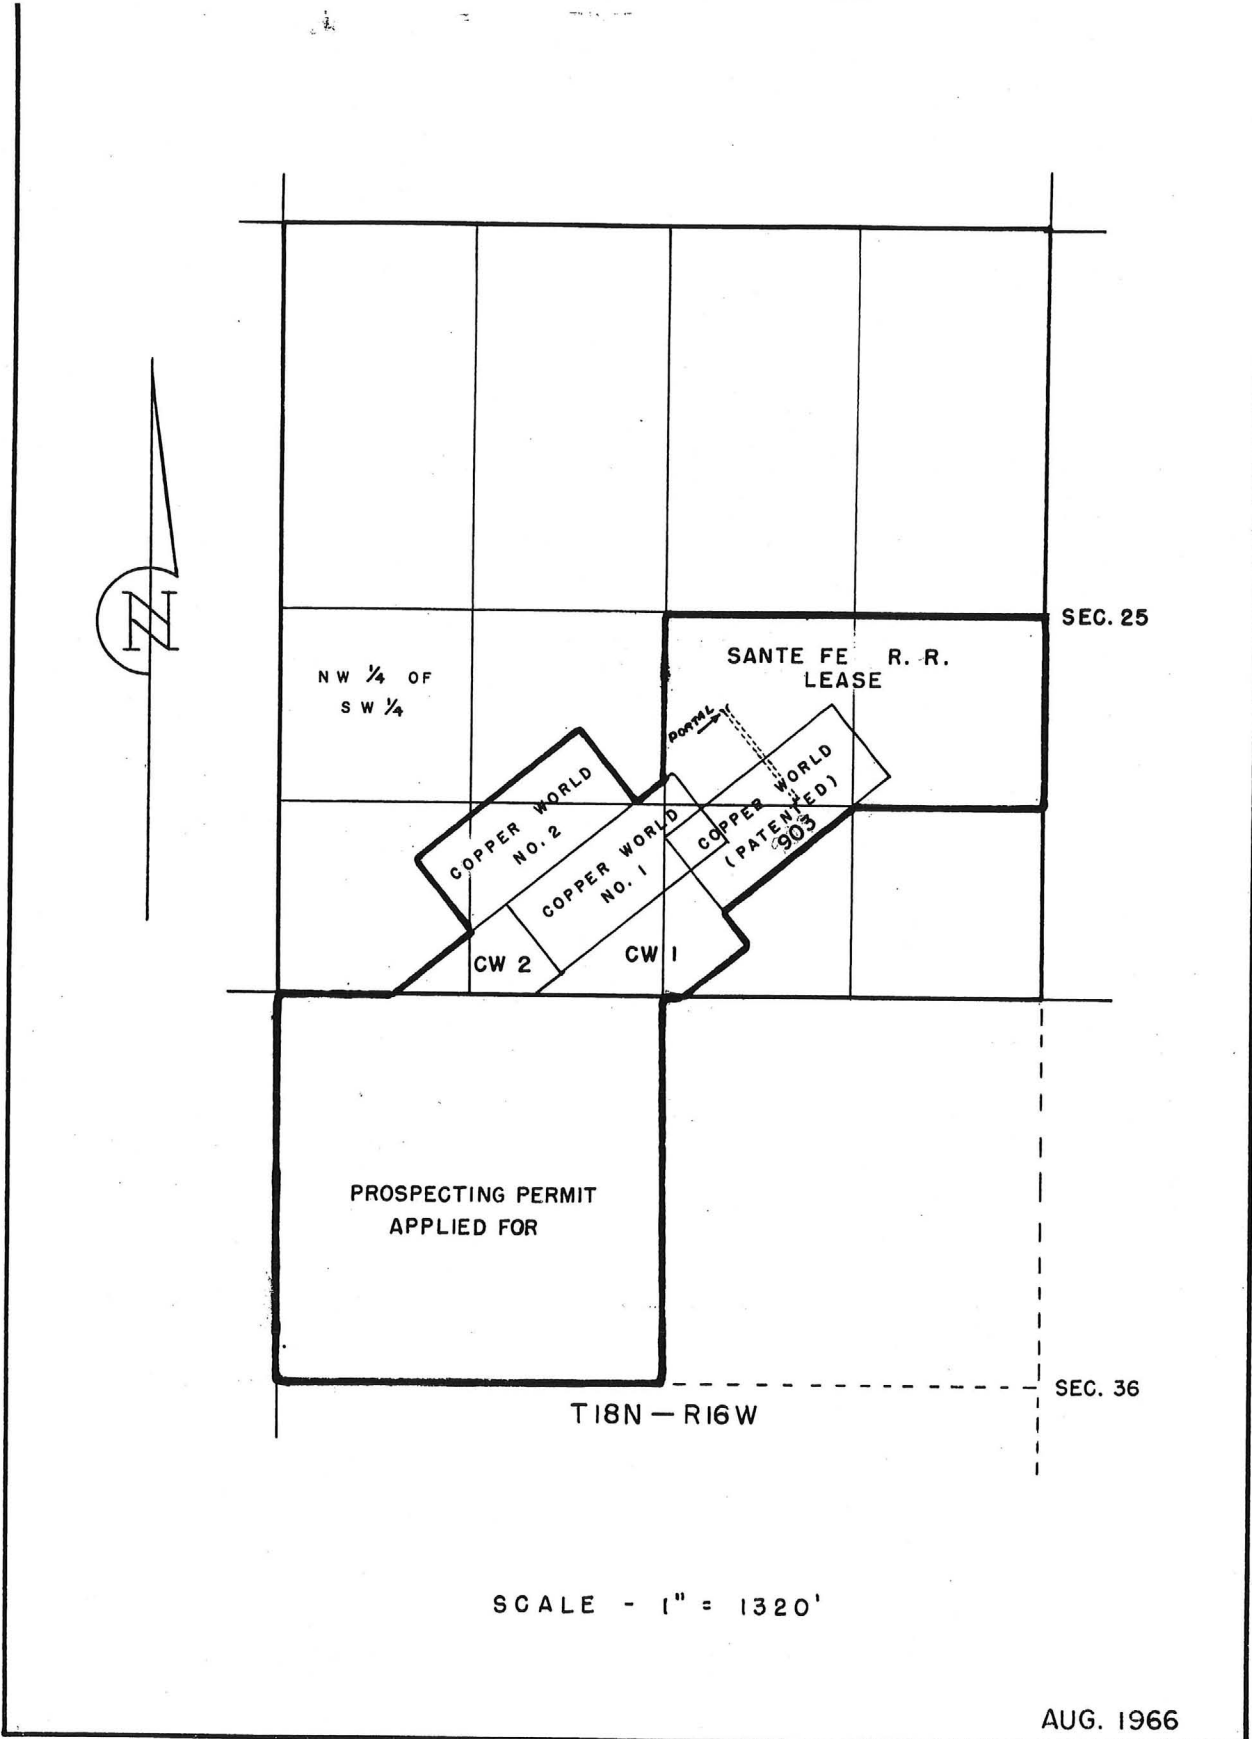 SEC. 25
SANTE FE R. R.
LEASE
NW ¼ OF
SW ¼
N
PORTAL
COPPER WORLD
(PATENTED)
903
COPPER WORLD
NO. 2
COPPER WORLD
NO. 1
CW 2
CW 1
PROSPECTING PERMIT
APPLIED FOR
SEC. 36
T18N — R16W
SCALE - 1" = 1320'
AUG. 1966